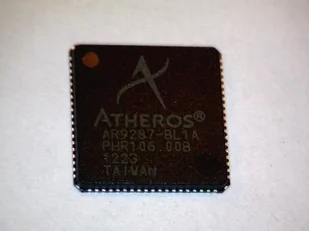 ATHEROS®
AR9287-BL1A
PHR106.00B
1223
TAIWAN